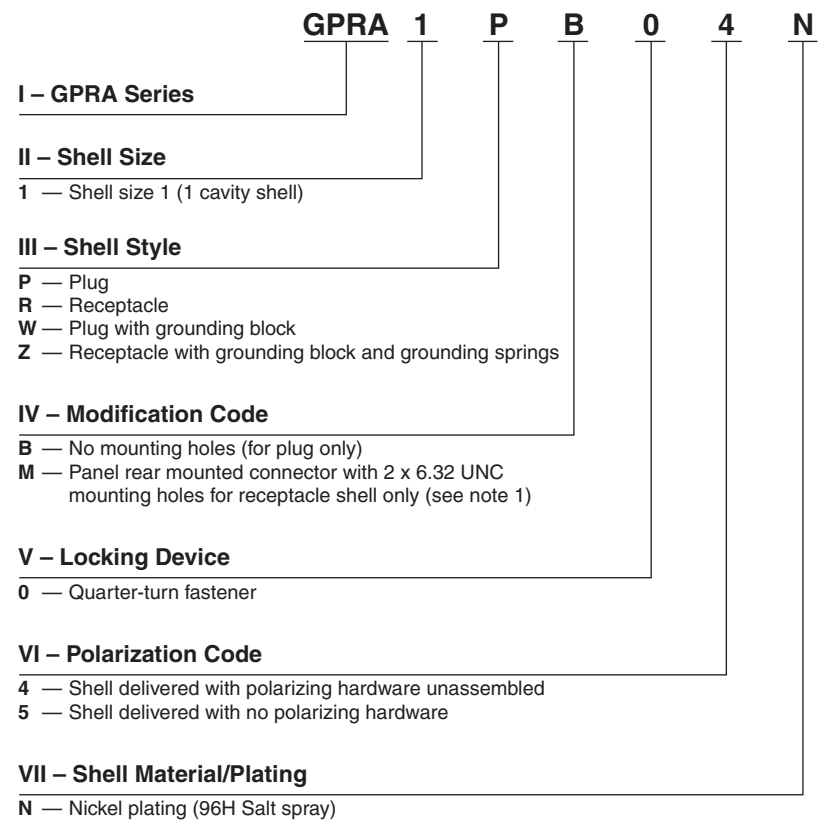 GPRA 1 P B 0 4 N
I – GPRA Series
II – Shell Size
1 — Shell size 1 (1 cavity shell)
III – Shell Style
P — Plug
R — Receptacle
W — Plug with grounding block
Z — Receptacle with grounding block and grounding springs
IV – Modification Code
B — No mounting holes (for plug only)
M — Panel rear mounted connector with 2 x 6.32 UNC
mounting holes for receptacle shell only (see note 1)
V – Locking Device
0 — Quarter-turn fastener
VI – Polarization Code
4 — Shell delivered with polarizing hardware unassembled
5 — Shell delivered with no polarizing hardware
VII – Shell Material/Plating
N — Nickel plating (96H Salt spray)